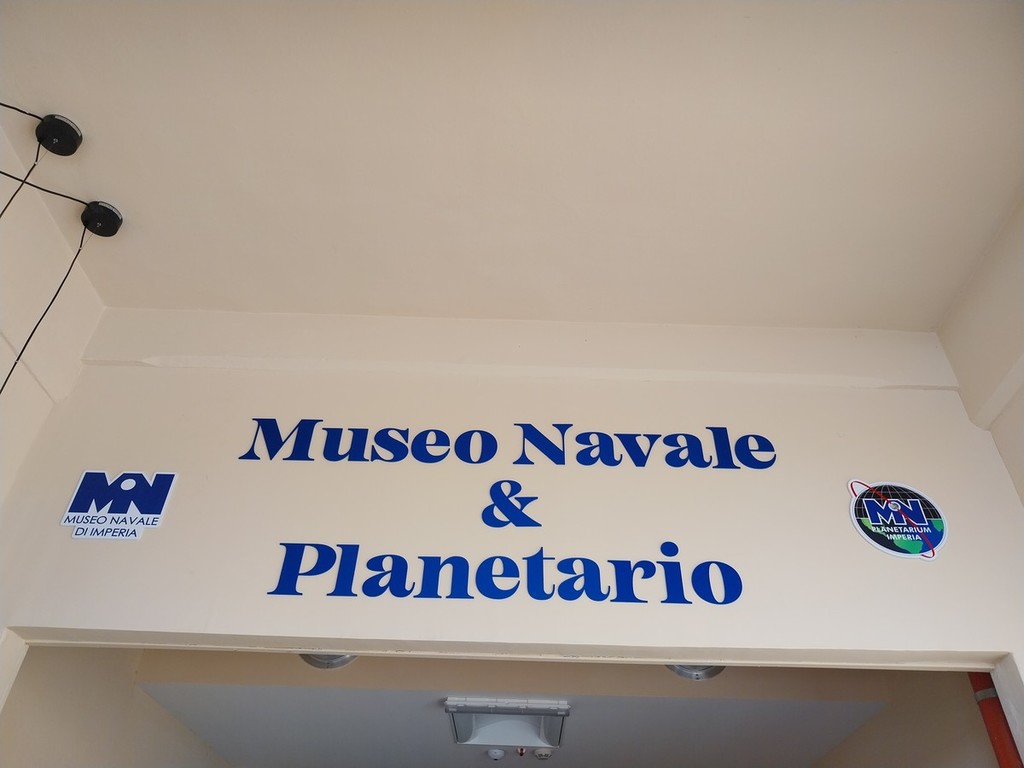 Museo Navale
&
Planetario
MN
MUSEO NAVALE
DI IMPERIA
MN
PLANETARIUM
IMPERIA